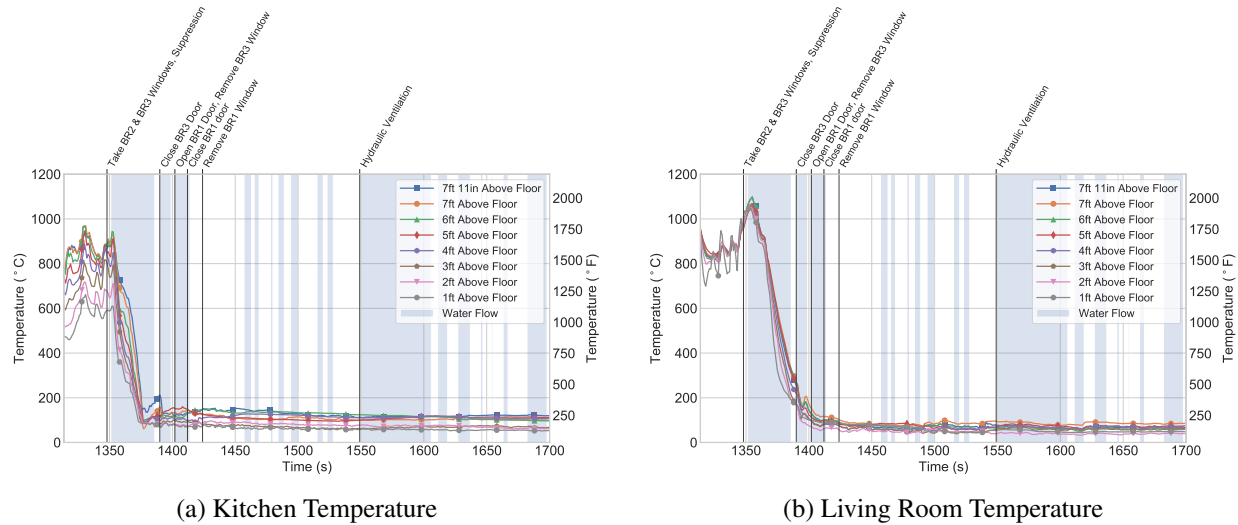 Take BR2 & BR3 Windows, Suppression
Close BR3 Door
Open BR1 Door, Remove BR3 Window
Close BR1 door
Remove BR1 Window
Hydraulic Ventilation
1200
1000
800
600
400
200
0
Temperature (°C)
2000
1750
1500
1250
1000
750
500
250
Temperature (°F)
7ft 11in Above Floor
7ft Above Floor
6ft Above Floor
5ft Above Floor
4ft Above Floor
3ft Above Floor
2ft Above Floor
1ft Above Floor
Water Flow
1350 1400 1450 1500 1550 1600 1650 1700
Time (s)
(a) Kitchen Temperature
Take BR2 & BR3 Windows, Suppression
Close BR3 Door
Open BR1 Door, Remove BR3 Window
Close BR1 door
Remove BR1 Window
Hydraulic Ventilation
1200
1000
800
600
400
200
0
Temperature (°C)
2000
1750
1500
1250
1000
750
500
250
Temperature (°F)
7ft 11in Above Floor
7ft Above Floor
6ft Above Floor
5ft Above Floor
4ft Above Floor
3ft Above Floor
2ft Above Floor
1ft Above Floor
Water Flow
1350 1400 1450 1500 1550 1600 1650 1700
Time (s)
(b) Living Room Temperature